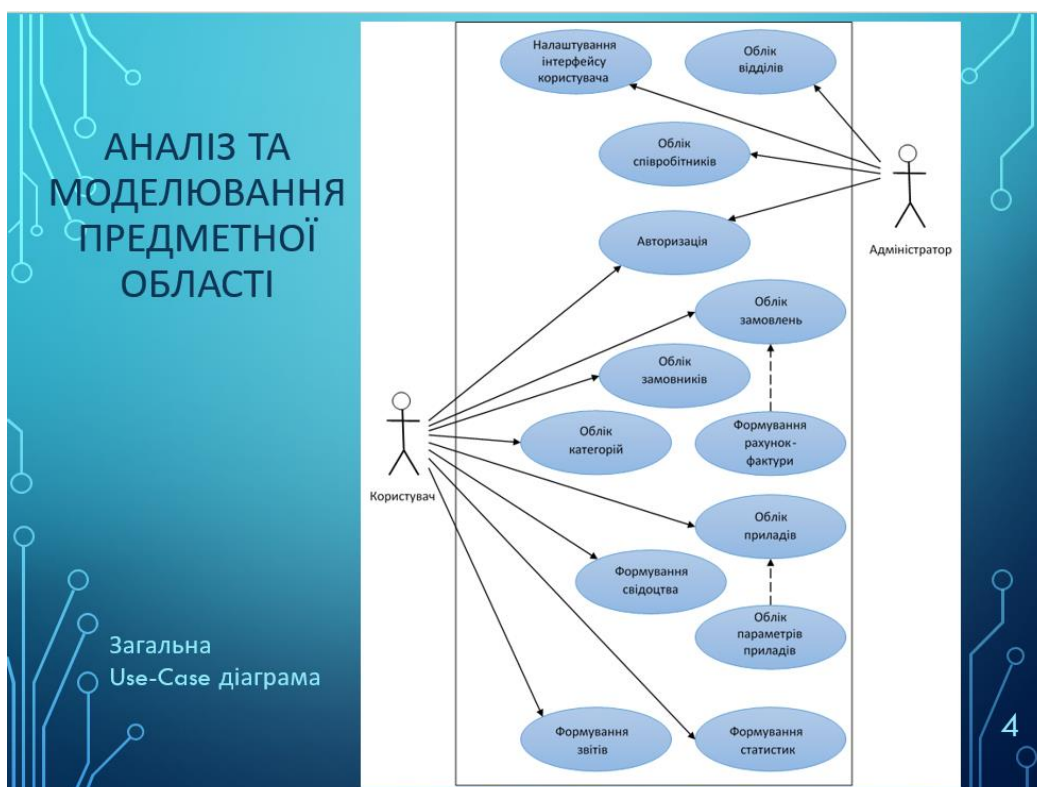 АНАЛІЗ ТА
МОДЕЛЮВАННЯ
ПРЕДМЕТНОЇ
ОБЛАСТІ
Загальна
Use-Case діаграма
Налаштування
інтерфейсу
користувача
Облік
відділів
Облік
співробітників
Адміністратор
Авторизація
Облік
замовлень
Облік
замовників
Облік
категорій
Формування
рахунок-
фактури
Користувач
Облік
приладів
Формування
свідоцтва
Облік
параметрів
приладів
Формування
звітів
Формування
статистик
4